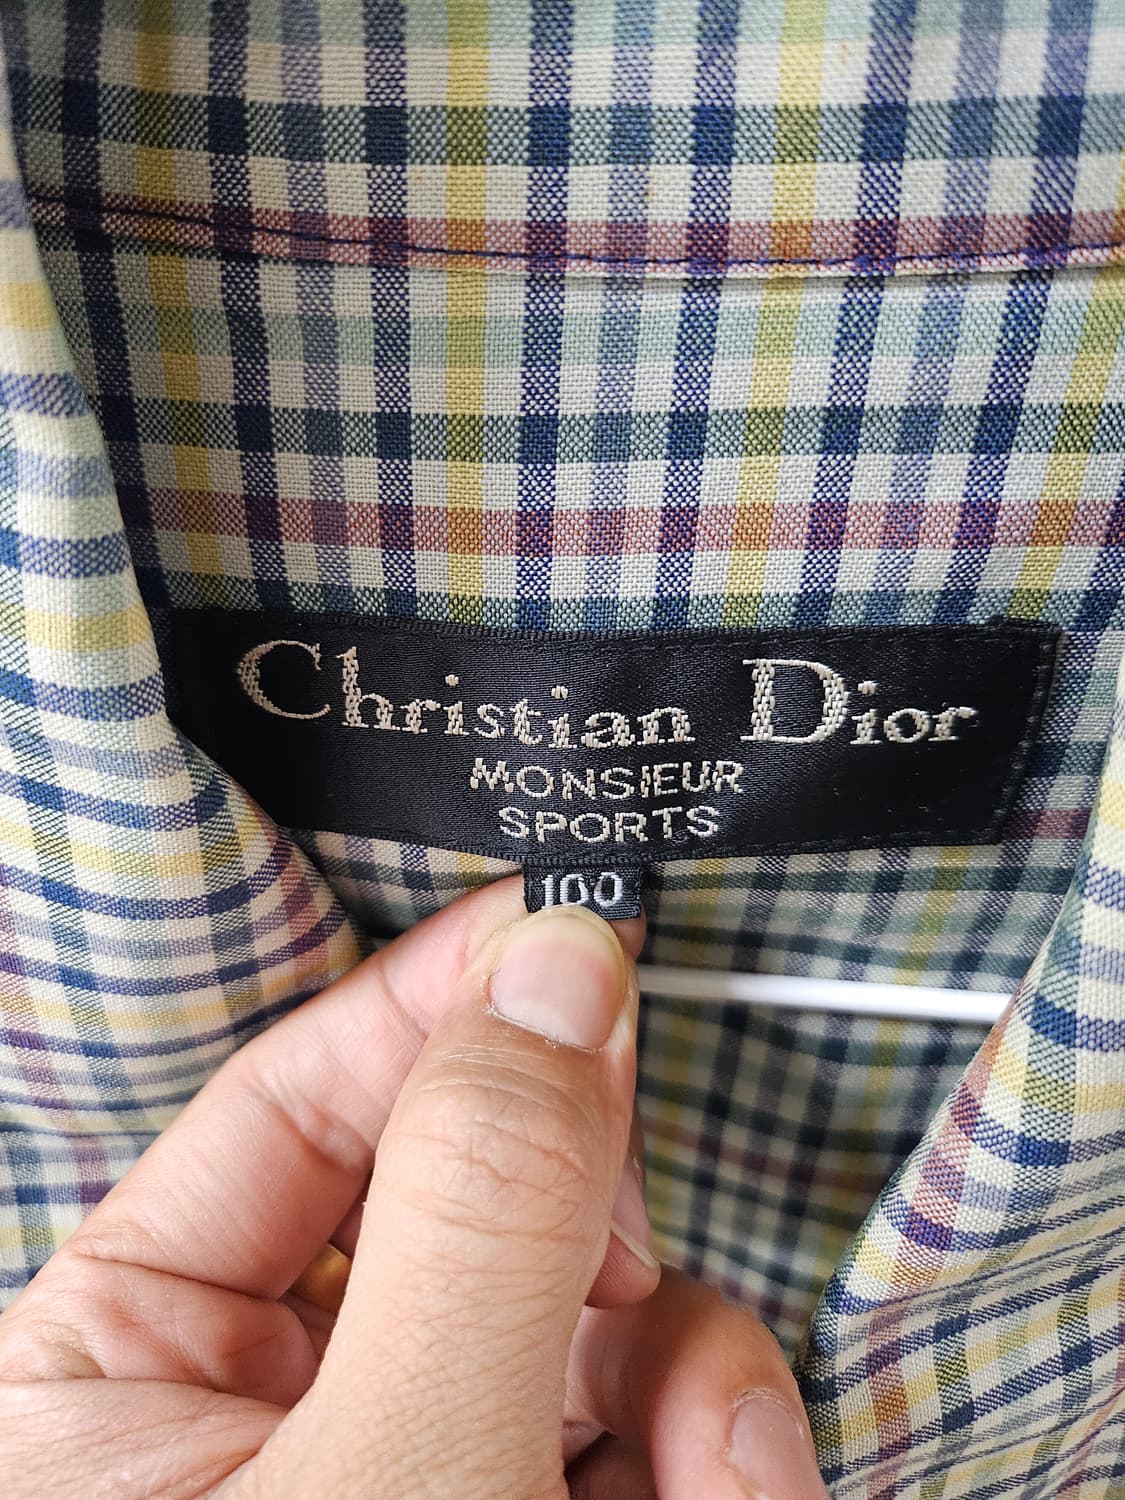 Christian Dior
MONSIEUR
SPORTS
100